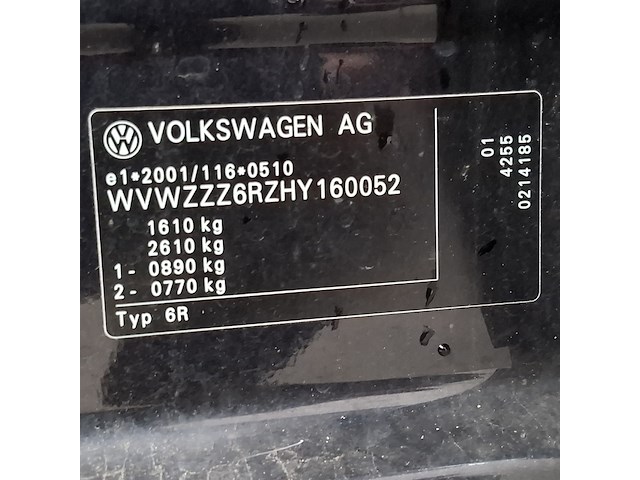 VOLKSWAGEN AG
e1*2001/116*0510
WVWZZZ6RZHY160052
1610 kg
2610 kg
1- 0890 kg
2- 0770 kg
Typ 6R
01
4255
0214185